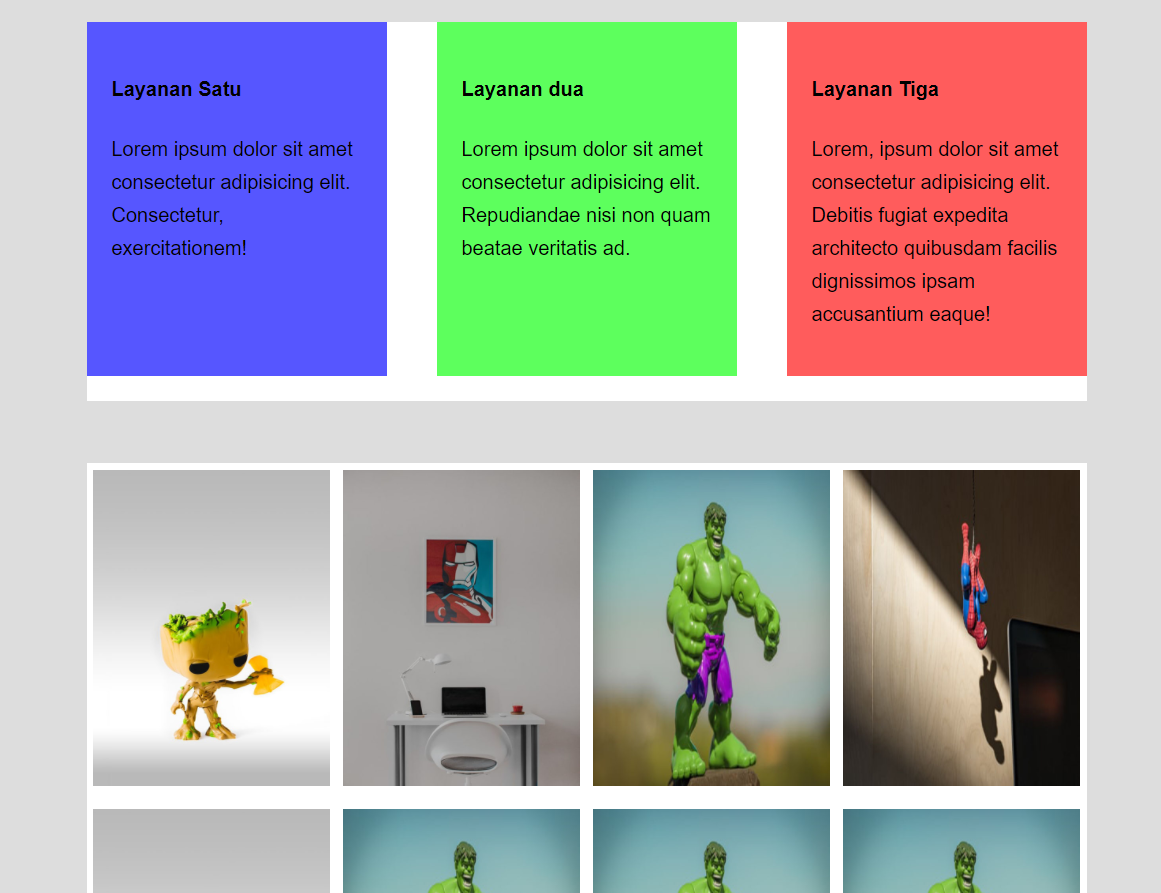 Layanan Satu
Lorem ipsum dolor sit amet
consectetur adipisicing elit.
Consectetur,
exercitationem!
Layanan dua
Lorem ipsum dolor sit amet
consectetur adipisicing elit.
Repudiandae nisi non quam
beatae veritatis ad.
Layanan Tiga
Lorem, ipsum dolor sit amet
consectetur adipisicing elit.
Debitis fugiat expedita
architecto quibusdam facilis
dignissimos ipsam
accusantium eaque!